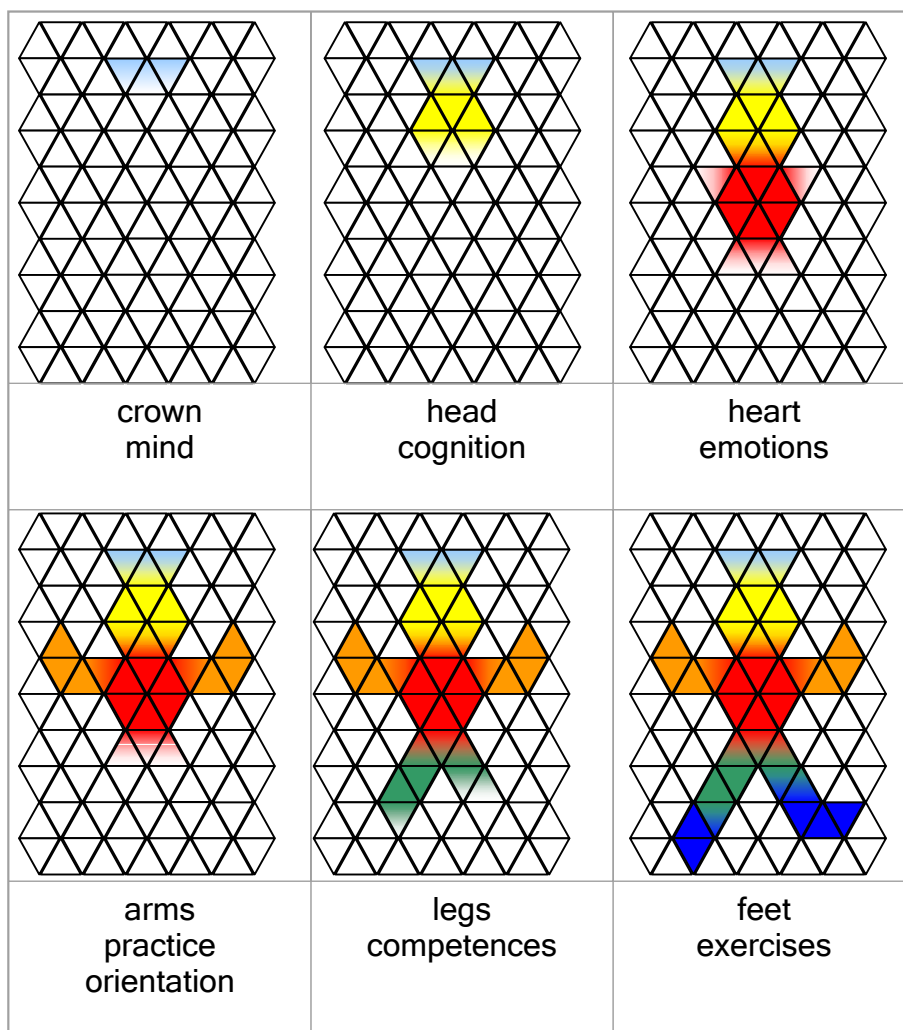 crown
mind
head
cognition
heart
emotions
arms
practice
orientation
legs
competences
feet
exercises